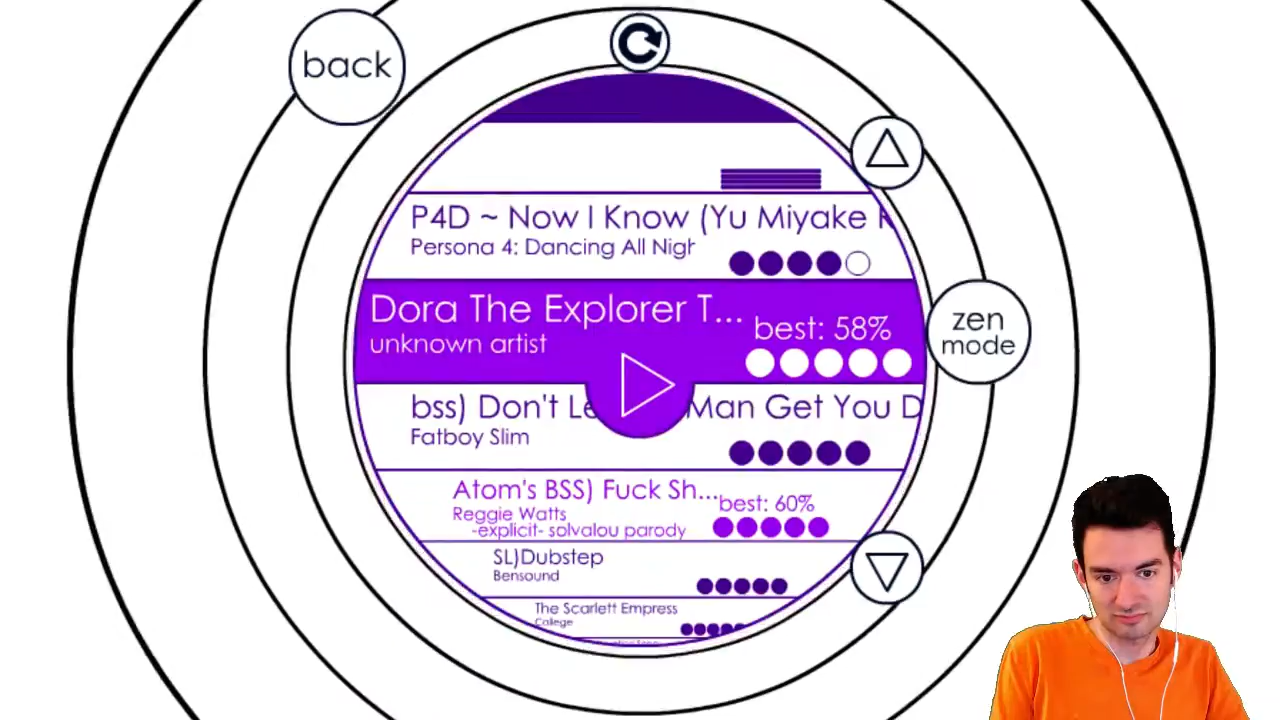 back
P4D ~ Now I Know (Yu Miyake
Persona 4: Dancing All Nigh
Dora The Explorer T...
best: 58%
unknown artist
zen
mode
bss) Don't Le Man Get You D
Fatboy Slim
Atom's BSS) Fuck Sh...
best: 60%
Reggie Watts
-explicit- solvalou parody
SL)Dubstep
Bensound
The Scarlett Empress
College